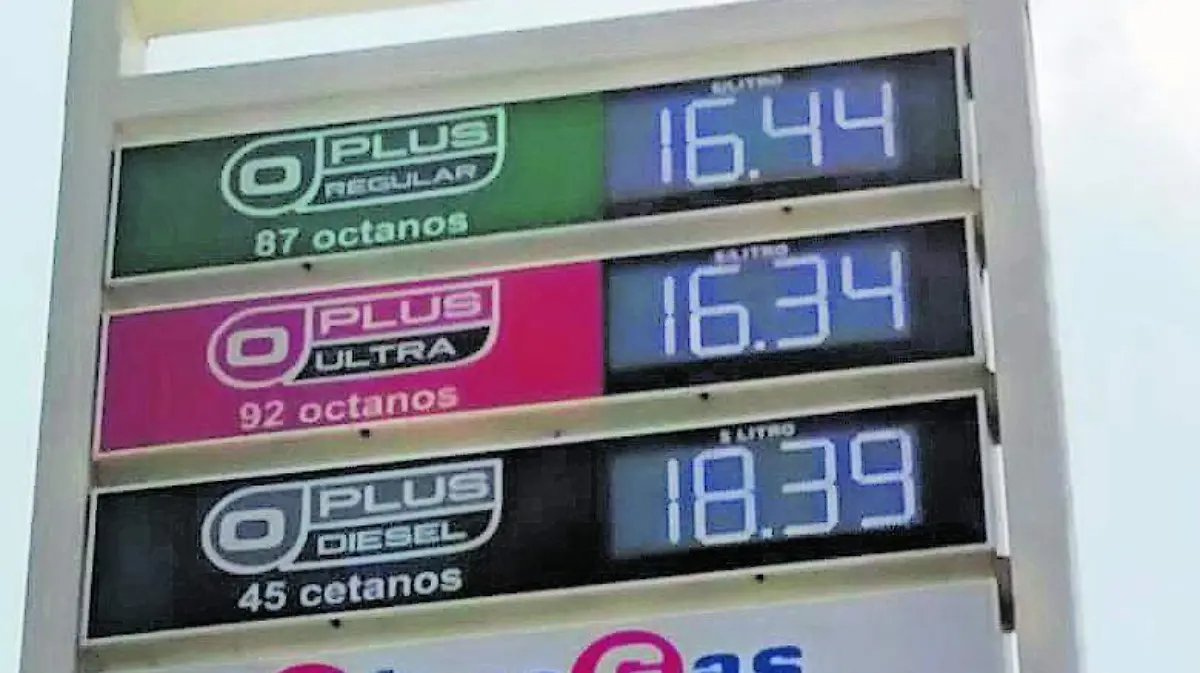 O PLUS
REGULAR
87 octanos
$/LITRO
16.44
O PLUS
ULTRA
92 octanos
$/LITRO
16.34
O PLUS
DIESEL
45 cetanos
$ LITRO
18.39
Gas